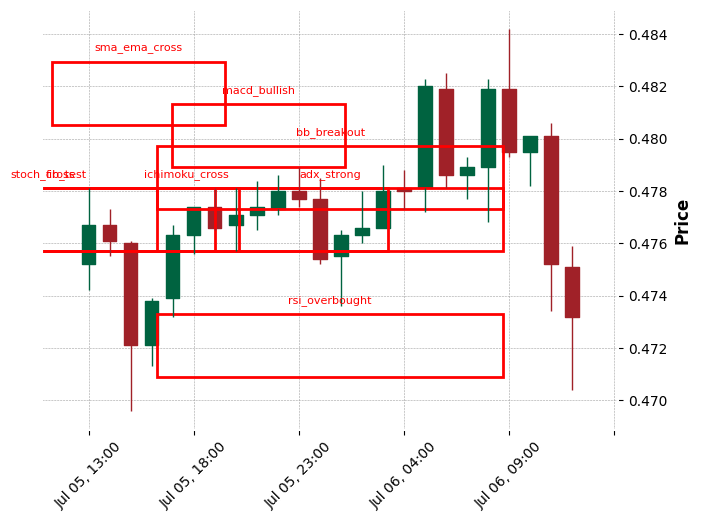 sma_ema_cross
macd_bullish
bb_breakout
stoch_cross
ichimoku_cross
adx_strong
rsi_overbought
0.484
0.482
0.480
0.478
0.476
0.474
0.472
0.470
Price
Jul 05, 13:00
Jul 05, 18:00
Jul 05, 23:00
Jul 06, 04:00
Jul 06, 09:00